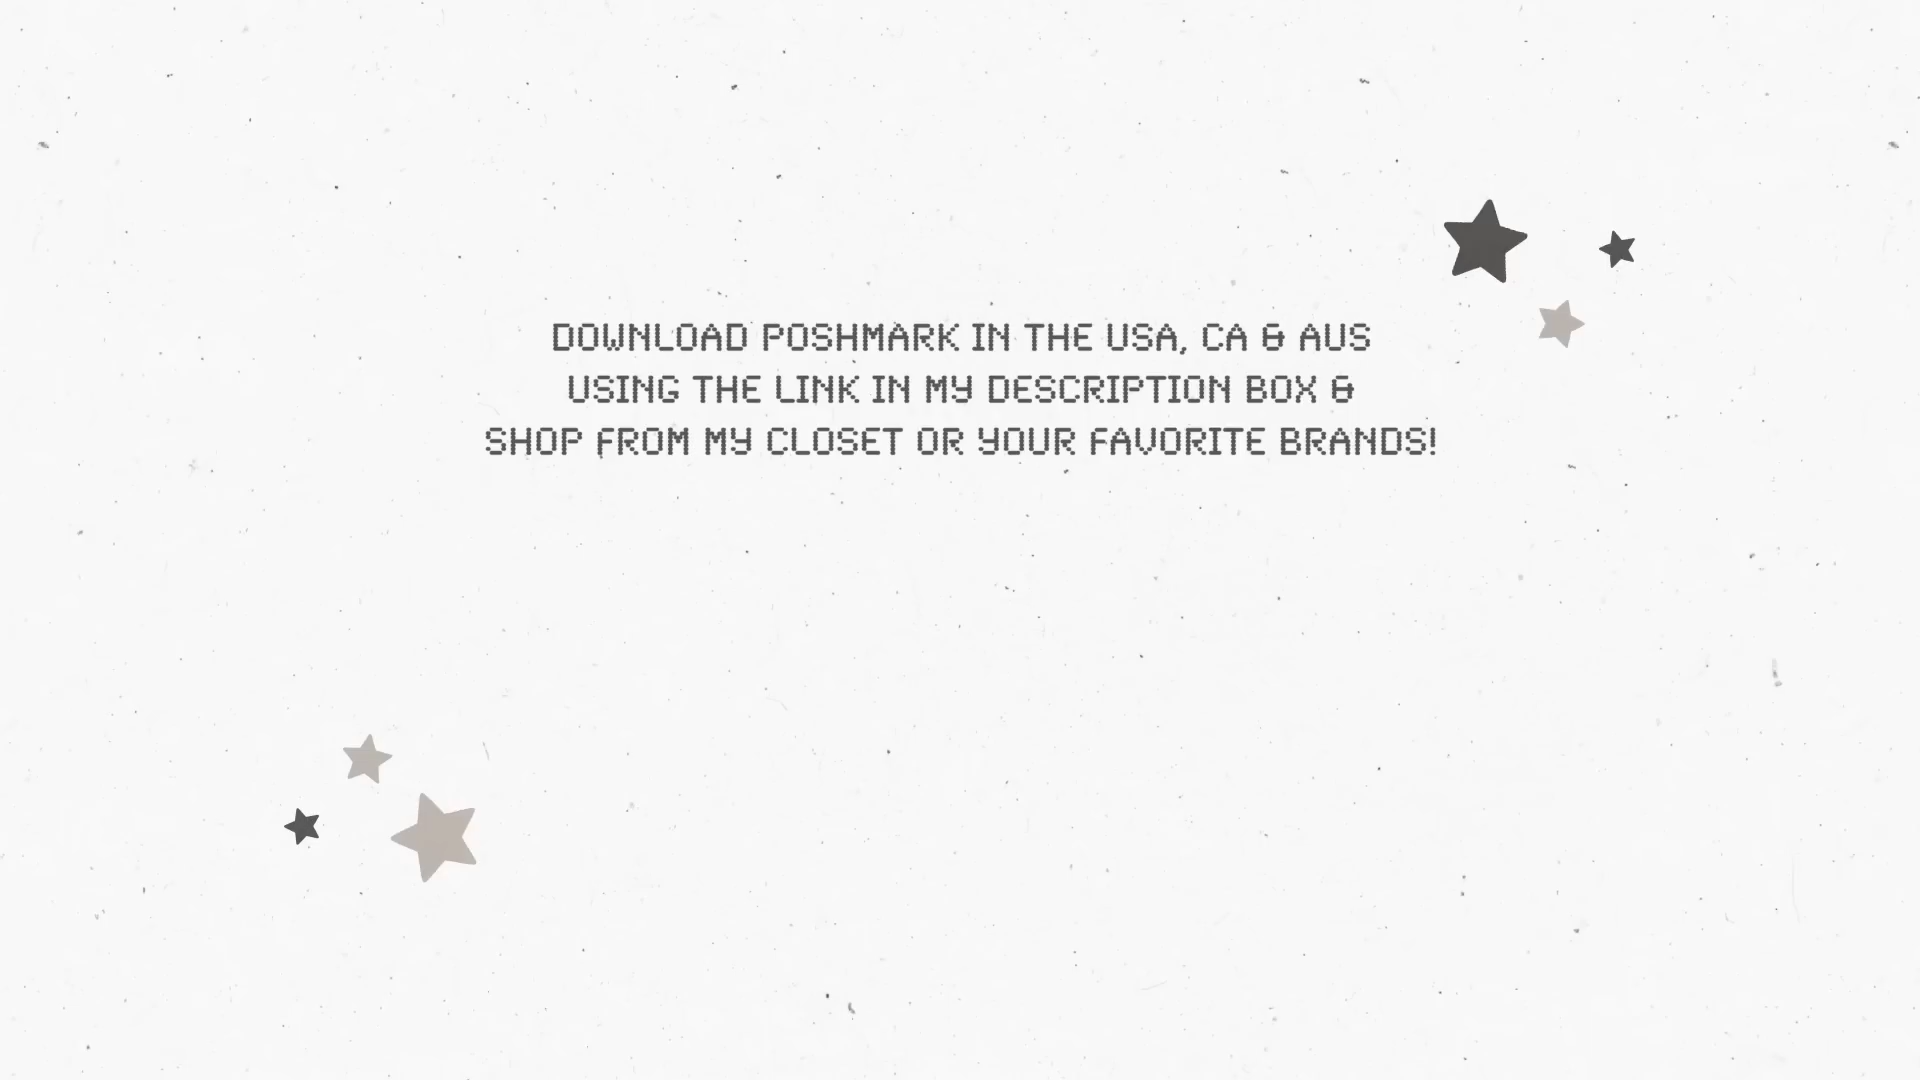 DOWNLOAD POSHMARK IN THE USA, CA & AUS
USING THE LINK IN MY DESCRIPTION BOX &
SHOP FROM MY CLOSET OR YOUR FAVORITE BRANDS!